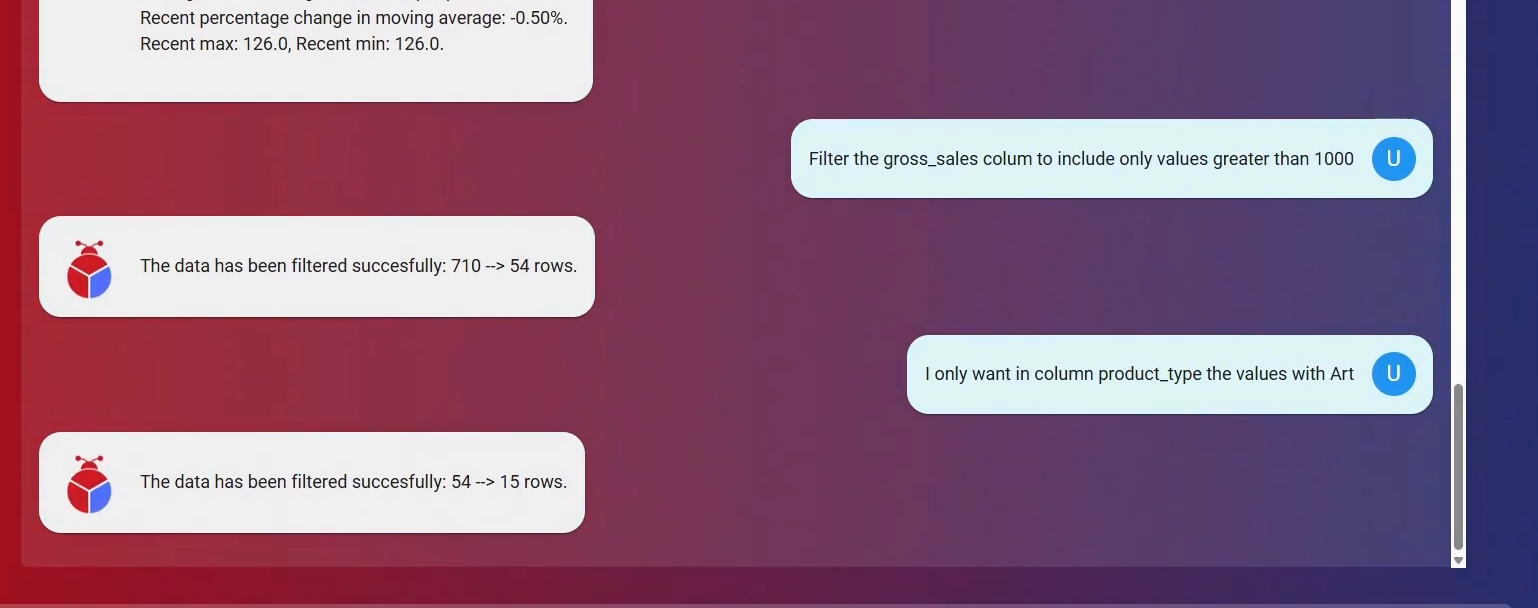 Recent percentage change in moving average: -0.50%.
Recent max: 126.0, Recent min: 126.0.
Filter the gross_sales colum to include only values greater than 1000
U
The data has been filtered succesfully: 710 --> 54 rows.
I only want in column product_type the values with Art
U
The data has been filtered succesfully: 54 --> 15 rows.